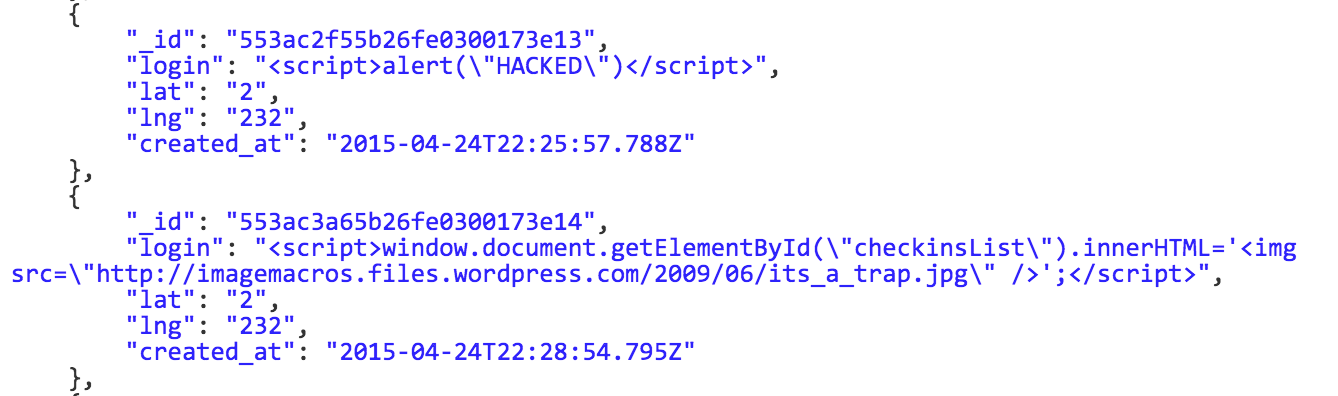 {
"_id": "553ac2f55b26fe0300173e13",
"login": "<script>alert(\"HACKED\")</script>",
"lat": "2",
"lng": "232",
"created_at": "2015-04-24T22:25:57.788Z"
},
{
"_id": "553ac3a65b26fe0300173e14",
"login": "<script>window.document.getElementById(\"checkinsList\").innerHTML='<img
src=\"http://imagemacros.files.wordpress.com/2009/06/its_a_trap.jpg\" />';</script>",
"lat": "2",
"lng": "232",
"created_at": "2015-04-24T22:28:54.795Z"
},